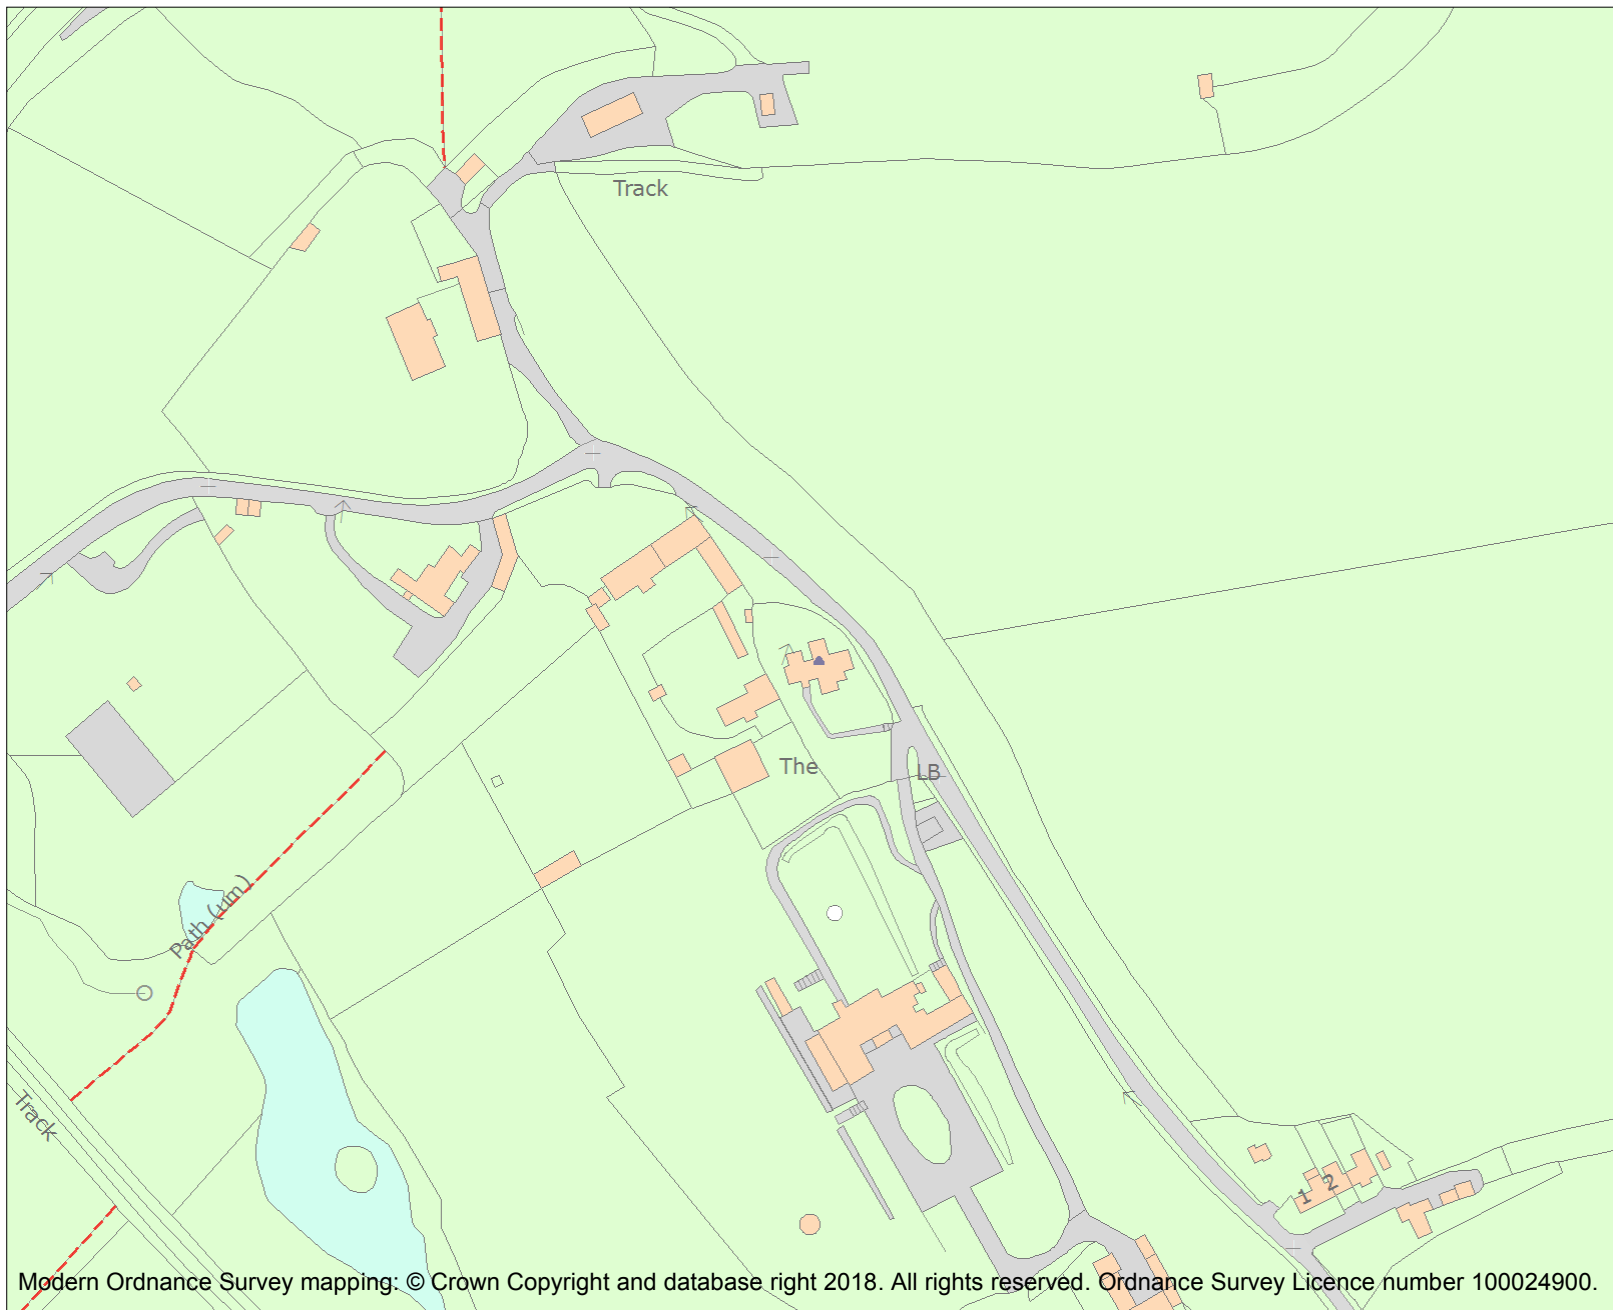 Track
The
LB
Path (um)
Track
1
2
Modern Ordnance Survey mapping: © Crown Copyright and database right 2018. All rights reserved. Ordnance Survey Licence number 100024900.